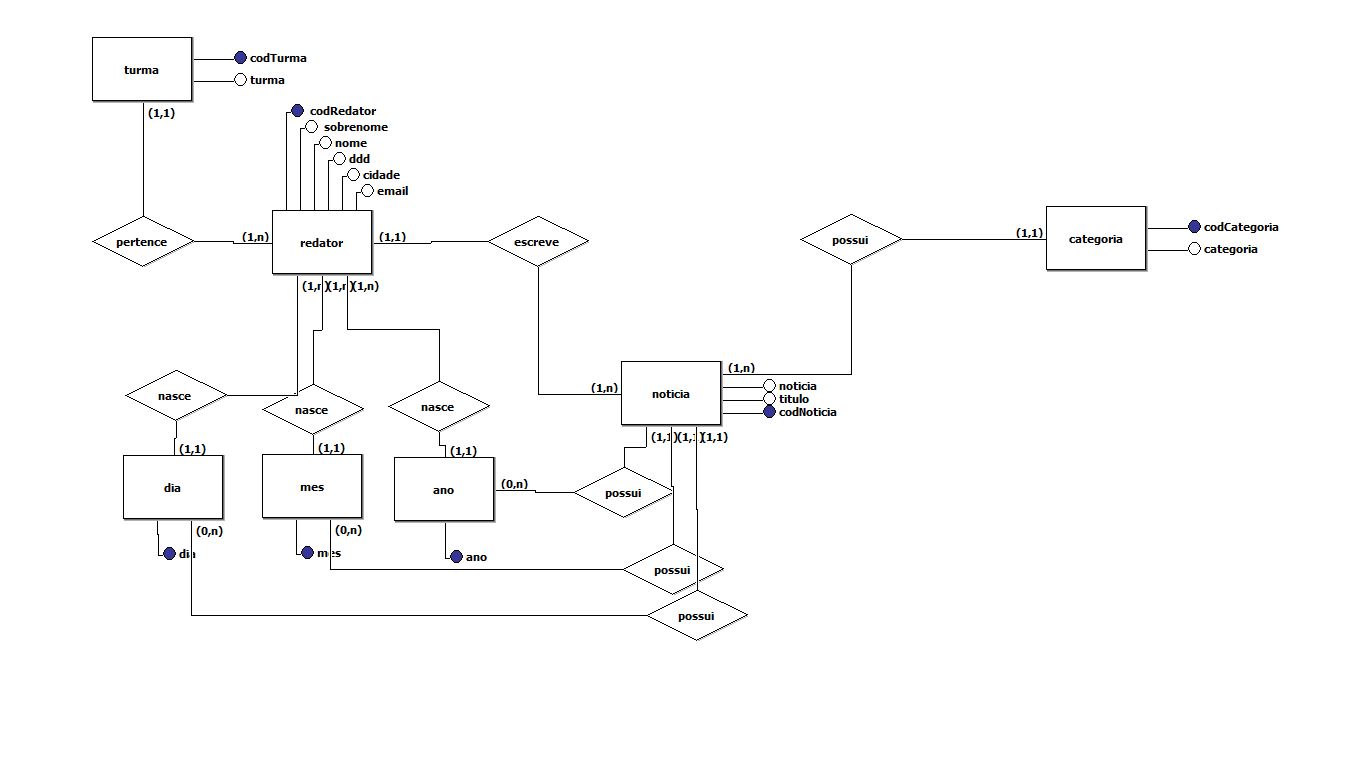 codTurma
turma
turma
(1,1)
codRedator
sobrenome
nome
ddd
cidade
email
pertence
(1,n)
redator
(1,1)
escreve
possui
(1,1)
categoria
codCategoria
categoria
(1,n)
(1,n)
(1,n)
(1,n)
(1,n)
noticia
noticia
titulo
codNoticia
nasce
nasce
nasce
(1,1)
(1,1)
(1,1)
(1,1)
(1,1)
(1,1)
dia
mes
ano
(0,n)
possui
(0,n)
(0,n)
dia
mes
ano
possui
possui